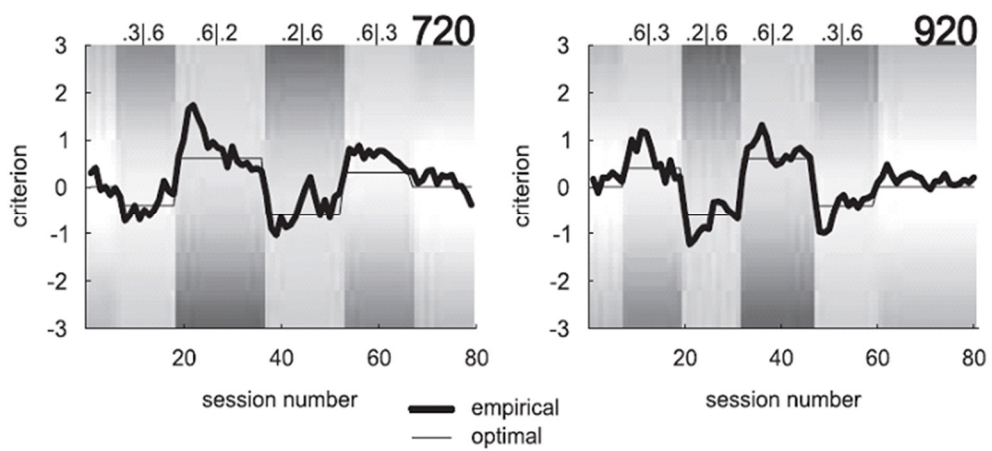 .3|.6 .6|.2 .2|.6 .6|.3 720
3
2
1
0
-1
-2
-3
criterion
20 40 60 80
session number
.6|.3 .2|.6 .6|.2 .3|.6 920
3
2
1
0
-1
-2
-3
criterion
20 40 60 80
session number
empirical
optimal